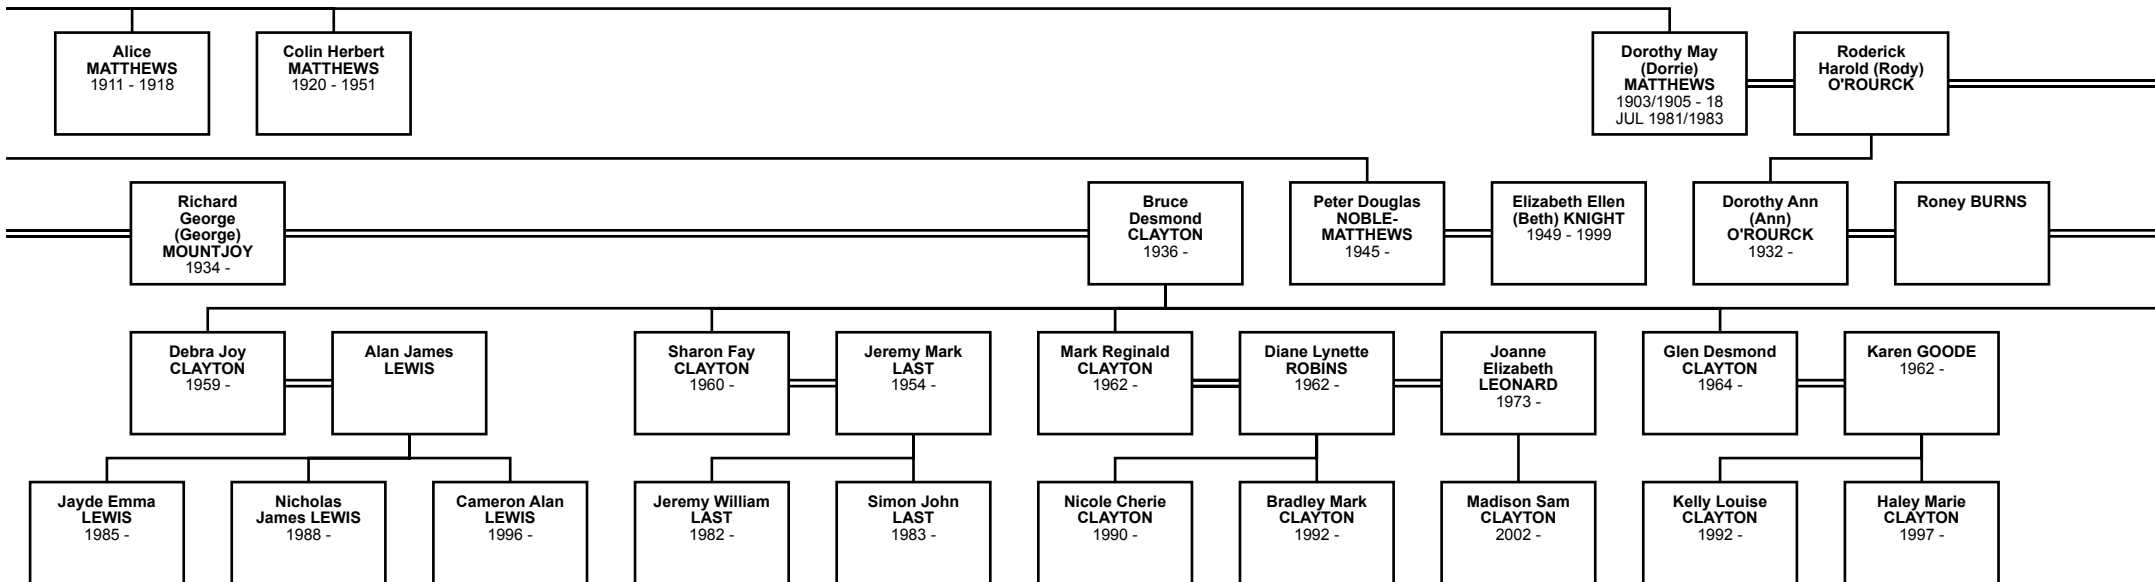 Alice
MATTHEWS
1911 - 1918
Colin Herbert
MATTHEWS
1920 - 1951
Dorothy May
(Dorrie)
MATTHEWS
1903/1905 - 18
JUL 1981/1983
Roderick
Harold (Rody)
O'ROURCK
Richard
George
(George)
MOUNTJOY
1934 -
Bruce
Desmond
CLAYTON
1936 -
Peter Douglas
NOBLE-
MATTHEWS
1945 -
Elizabeth Ellen
(Beth) KNIGHT
1949 - 1999
Dorothy Ann
(Ann)
O'ROURCK
1932 -
Roney BURNS
Debra Joy
CLAYTON
1959 -
Alan James
LEWIS
Sharon Fay
CLAYTON
1960 -
Jeremy Mark
LAST
1954 -
Mark Reginald
CLAYTON
1962 -
Diane Lynette
ROBINS
1962 -
Joanne
Elizabeth
LEONARD
1973 -
Glen Desmond
CLAYTON
1964 -
Karen GOODE
1962 -
Jayde Emma
LEWIS
1985 -
Nicholas
James LEWIS
1988 -
Cameron Alan
LEWIS
1996 -
Jeremy William
LAST
1982 -
Simon John
LAST
1983 -
Nicole Cherie
CLAYTON
1990 -
Bradley Mark
CLAYTON
1992 -
Madison Sam
CLAYTON
2002 -
Kelly Louise
CLAYTON
1992 -
Haley Marie
CLAYTON
1997 -